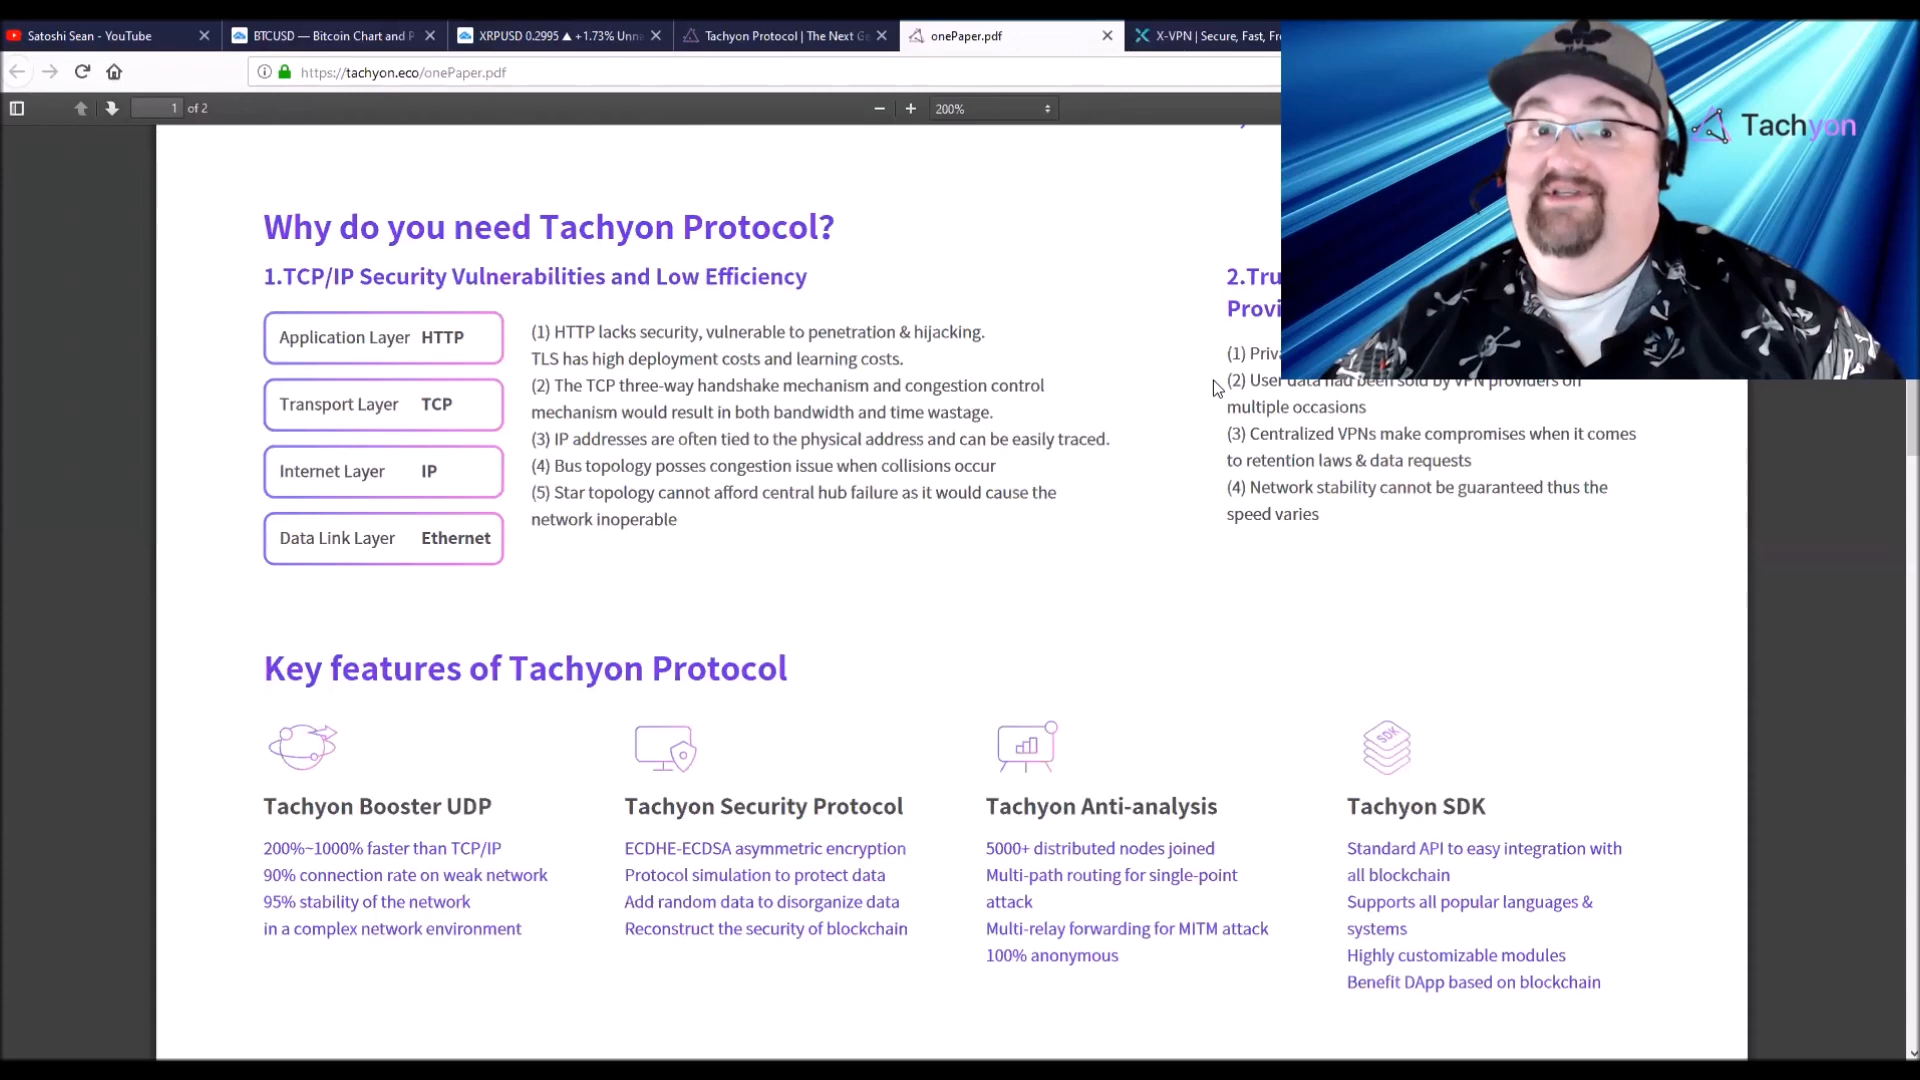 Satoshi Sean - YouTube
BTCUSD — Bitcoin Chart and P
XRPUSD 0.2995 ▲ +1.73% Unna
Tachyon Protocol | The Next Ge
onePaper.pdf
X-VPN | Secure, Fast, Fre
https://tachyon.eco/onePaper.pdf
1 of 2
200%
Tachyon
Why do you need Tachyon Protocol?
1.TCP/IP Security Vulnerabilities and Low Efficiency
Application Layer HTTP
Transport Layer TCP
Internet Layer IP
Data Link Layer Ethernet
(1) HTTP lacks security, vulnerable to penetration & hijacking.
TLS has high deployment costs and learning costs.
(2) The TCP three-way handshake mechanism and congestion control
mechanism would result in both bandwidth and time wastage.
(3) IP addresses are often tied to the physical address and can be easily traced.
(4) Bus topology posses congestion issue when collisions occur
(5) Star topology cannot afford central hub failure as it would cause the
network inoperable
2.Tru
Provi
(1) Priva
(2) User data had been sold by VPN providers on
multiple occasions
(3) Centralized VPNs make compromises when it comes
to retention laws & data requests
(4) Network stability cannot be guaranteed thus the
speed varies
Key features of Tachyon Protocol
Tachyon Booster UDP
200%~1000% faster than TCP/IP
90% connection rate on weak network
95% stability of the network
in a complex network environment
Tachyon Security Protocol
ECDHE-ECDSA asymmetric encryption
Protocol simulation to protect data
Add random data to disorganize data
Reconstruct the security of blockchain
Tachyon Anti-analysis
5000+ distributed nodes joined
Multi-path routing for single-point
attack
Multi-relay forwarding for MITM attack
100% anonymous
SDK
Tachyon SDK
Standard API to easy integration with
all blockchain
Supports all popular languages &
systems
Highly customizable modules
Benefit DApp based on blockchain